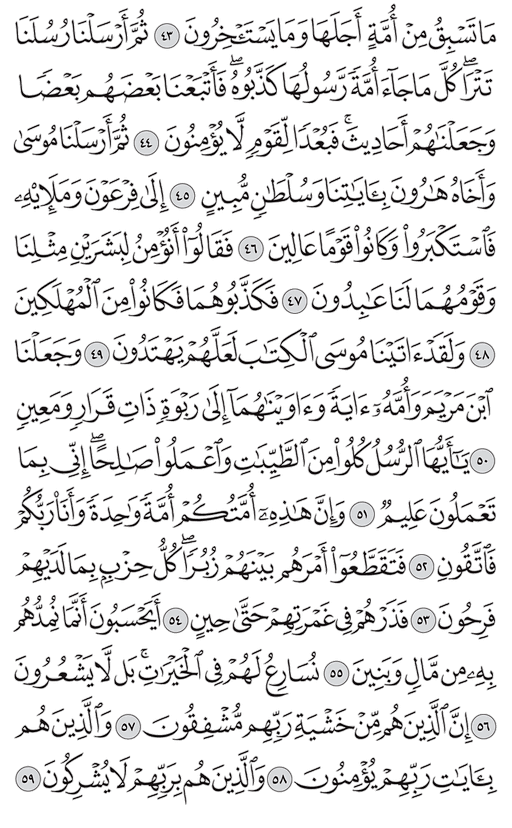 مَا تَسۡبِقُ مِنۡ أُمَّةٍ أَجَلَهَا وَمَا يَسۡتَـٔۡخِرُونَ ٤٣ ثُمَّ أَرۡسَلۡنَا رُسُلَنَا
تَتۡرَاۖ كُلَّ مَا جَآءَ أُمَّةٗ رَّسُولُهَا كَذَّبُوهُۖ فَأَتۡبَعۡنَا بَعۡضَهُم بَعۡضٗا
وَجَعَلۡنَٰهُمۡ أَحَادِيثَۚ فَبُعۡدٗا لِّقَوۡمٖ لَّا يُؤۡمِنُونَ ٤٤ ثُمَّ أَرۡسَلۡنَا مُوسَىٰ
وَأَخَاهُ هَٰرُونَ بِـَٔايَٰتِنَا وَسُلۡطَٰنٖ مُّبِينٍ ٤٥ إِلَىٰ فِرۡعَوۡنَ وَمَلَإِيْهِۦ
فَٱسۡتَكۡبَرُواْ وَكَانُواْ قَوۡمًا عَالِينَ ٤٦ فَقَالُوٓاْ أَنُؤۡمِنُ لِبَشَرَيۡنِ مِثۡلِنَا
وَقَوۡمُهُمَا لَنَا عَٰبِدُونَ ٤٧ فَكَذَّبُوهُمَا فَكَانُواْ مِنَ ٱلۡمُهۡلَكِينَ
٤٨ وَلَقَدۡ ءَاتَيۡنَا مُوسَى ٱلۡكِتَٰبَ لَعَلَّهُمۡ يَهۡتَدُونَ ٤٩ وَجَعَلۡنَا
ٱبۡنَ مَرۡيَمَ وَأُمَّهُۥٓ ءَايَةٗ وَءَاوَيۡنَٰهُمَآ إِلَىٰ رَبۡوَةٖ ذَاتِ قَرَارٖ وَمَعِينٖ
٥٠ يَٰٓأَيُّهَا ٱلرُّسُلُ كُلُواْ مِنَ ٱلطَّيِّبَٰتِ وَٱعۡمَلُواْ صَٰلِحًاۖ إِنِّي بِمَا
تَعۡمَلُونَ عَلِيمٞ ٥١ وَإِنَّ هَٰذِهِۦٓ أُمَّتُكُمۡ أُمَّةٗ وَٰحِدَةٗ وَأَنَا۠ رَبُّكُمۡ
فَٱتَّقُونِ ٥٢ فَتَقَطَّعُوٓاْ أَمۡرَهُم بَيۡنَهُمۡ زُبُرٗاۖ كُلُّ حِزۡبِۭ بِمَا لَدَيۡهِمۡ
فَرِحُونَ ٥٣ فَذَرۡهُمۡ فِي غَمۡرَتِهِمۡ حَتَّىٰ حِينٍ ٥٤ أَيَحۡسَبُونَ أَنَّمَا نُمِدُّهُم
بِهِۦ مِن مَّالٖ وَبَنِينَ ٥٥ نُسَارِعُ لَهُمۡ فِي ٱلۡخَيۡرَٰتِۚ بَل لَّا يَشۡعُرُونَ
٥٦ إِنَّ ٱلَّذِينَ هُم مِّنۡ خَشۡيَةِ رَبِّهِم مُّشۡفِقُونَ ٥٧ وَٱلَّذِينَ هُم
بِـَٔايَٰتِ رَبِّهِمۡ يُؤۡمِنُونَ ٥٨ وَٱلَّذِينَ هُم بِرَبِّهِمۡ لَا يُشۡرِكُونَ ٥٩